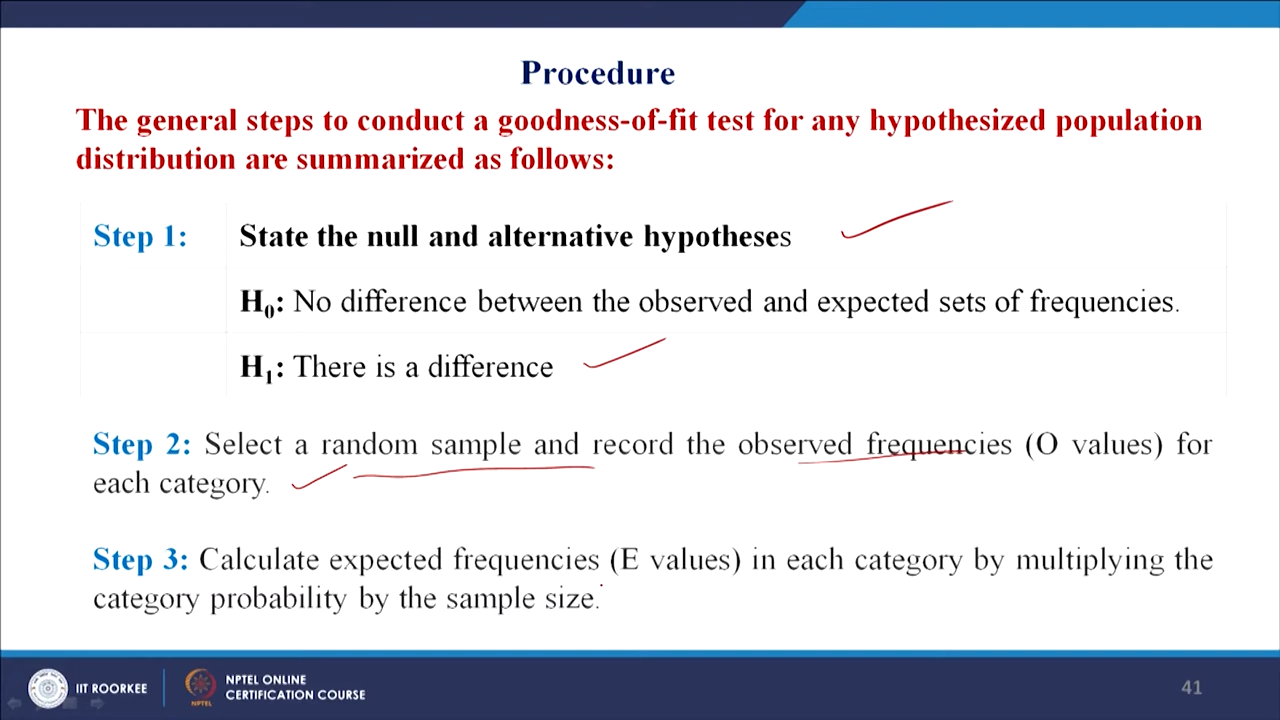 Procedure
The general steps to conduct a goodness-of-fit test for any hypothesized population
distribution are summarized as follows:
Step 1: State the null and alternative hypotheses
H₀: No difference between the observed and expected sets of frequencies.
H₁: There is a difference
Step 2: Select a random sample and record the observed frequencies (O values) for
each category.
Step 3: Calculate expected frequencies (E values) in each category by multiplying the
category probability by the sample size.
IIT ROORKEE
NPTEL
NPTEL ONLINE
CERTIFICATION COURSE
41